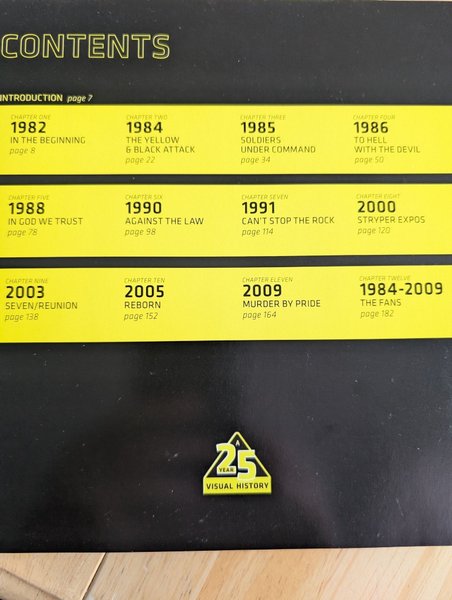 CONTENTS
INTRODUCTION page 7
CHAPTER ONE
1982
IN THE BEGINNING
page 8
CHAPTER TWO
1984
THE YELLOW
& BLACK ATTACK
page 22
CHAPTER THREE
1985
SOLDIERS
UNDER COMMAND
page 34
CHAPTER FOUR
1986
TO HELL
WITH THE DEVIL
page 50
CHAPTER FIVE
1988
IN GOD WE TRUST
page 78
CHAPTER SIX
1990
AGAINST THE LAW
page 98
CHAPTER SEVEN
1991
CAN'T STOP THE ROCK
page 114
CHAPTER EIGHT
2000
STRYPER EXPOS
page 120
CHAPTER NINE
2003
SEVEN/REUNION
page 138
CHAPTER TEN
2005
REBORN
page 152
CHAPTER ELEVEN
2009
MURDER BY PRIDE
page 164
CHAPTER TWELVE
1984-2009
THE FANS
page 182
A
25
YEAR
VISUAL HISTORY